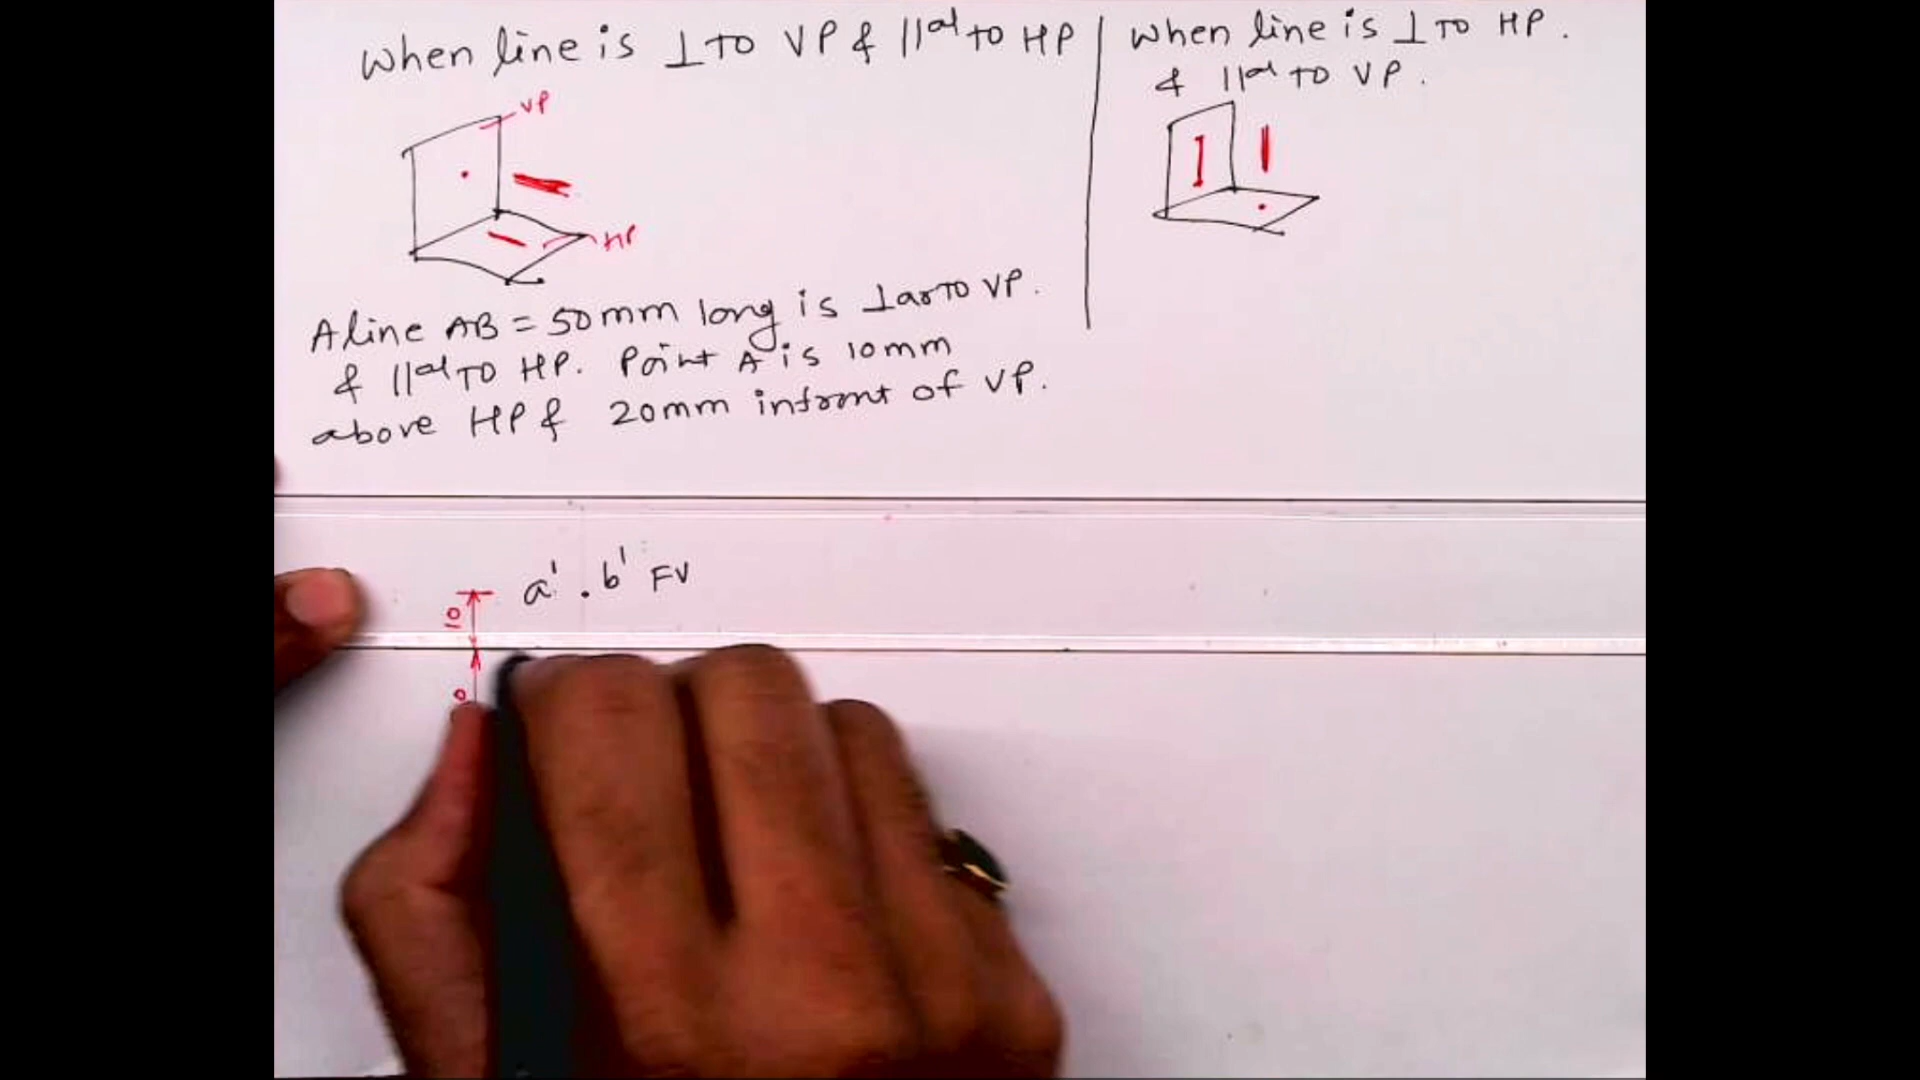 When line is ⊥ TO VP & ||al to HP
VP
HP
When line is ⊥ TO HP.
& ||al TO VP.
A line AB = 50mm long is ⊥ar TO VP.
& ||al TO HP. Point A is 10mm
above HP & 20mm infront of VP.
a' . b' FV
10